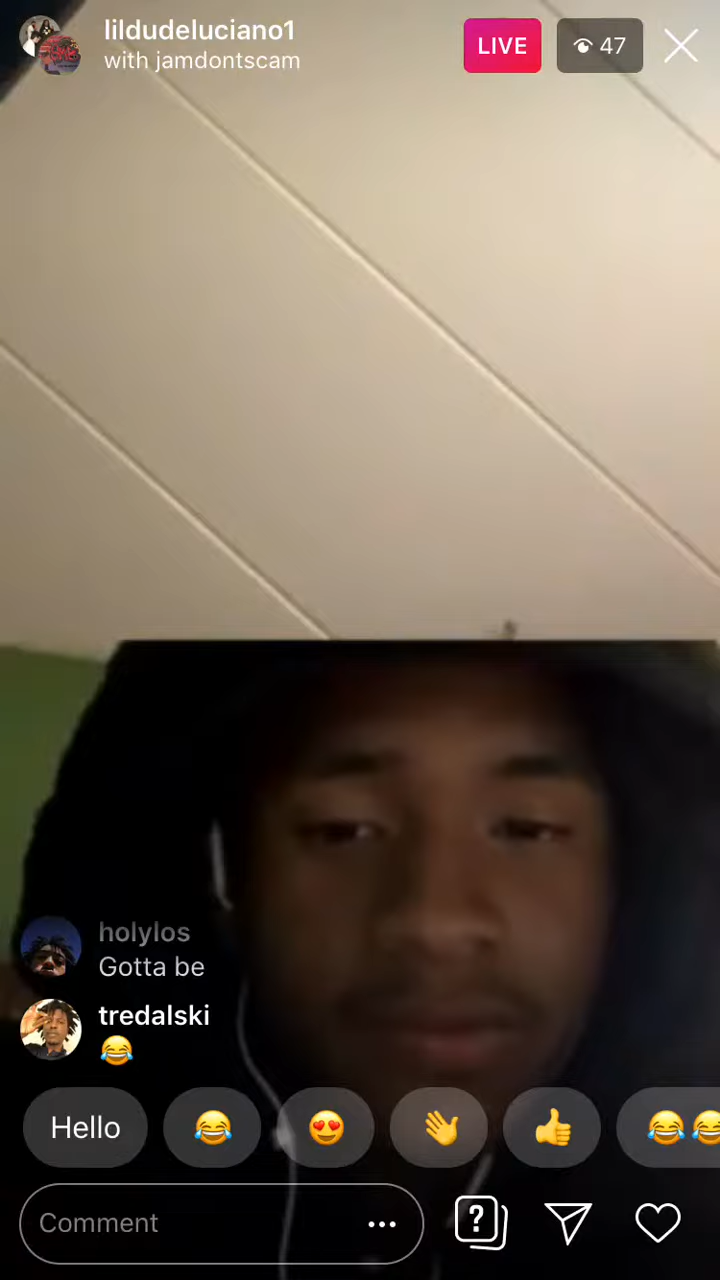 lildudeluciano1
with jamdontscam
LIVE
47
holylos
Gotta be
tredalski
😂
Hello 😂 😍 👋 👍 😂😂
Comment
?